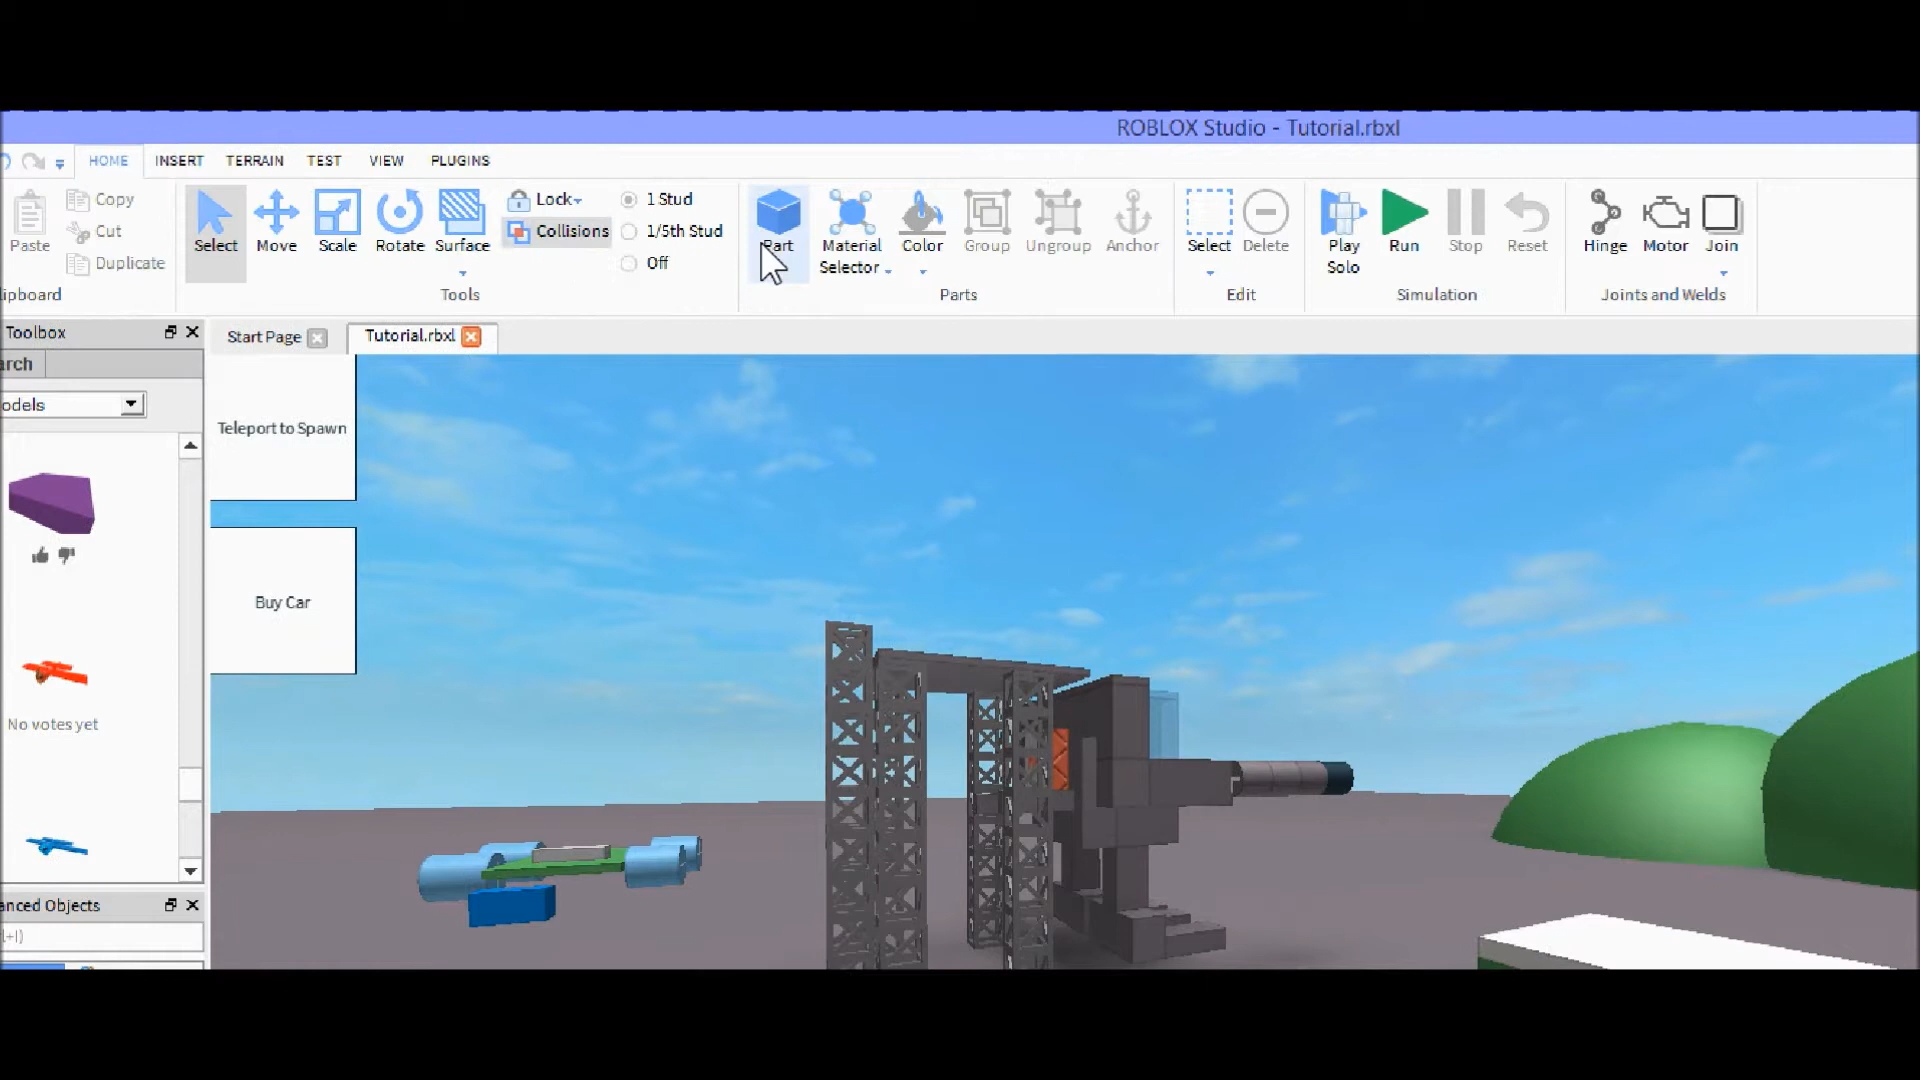 ROBLOX Studio - Tutorial.rbxl
HOME INSERT TERRAIN TEST VIEW PLUGINS
Paste
Copy
Cut
Duplicate
lipboard
Select
Move
Scale
Rotate
Surface
Lock
Collisions
1 Stud
1/5th Stud
Off
Tools
Part
Material
Selector
Color
Group
Ungroup
Anchor
Parts
Select
Delete
Edit
Play
Solo
Run
Stop
Reset
Simulation
Hinge
Motor
Join
Joints and Welds
Toolbox
Start Page
Tutorial.rbxl
arch
odels
No votes yet
Teleport to Spawn
Buy Car
nced Objects
l+I)